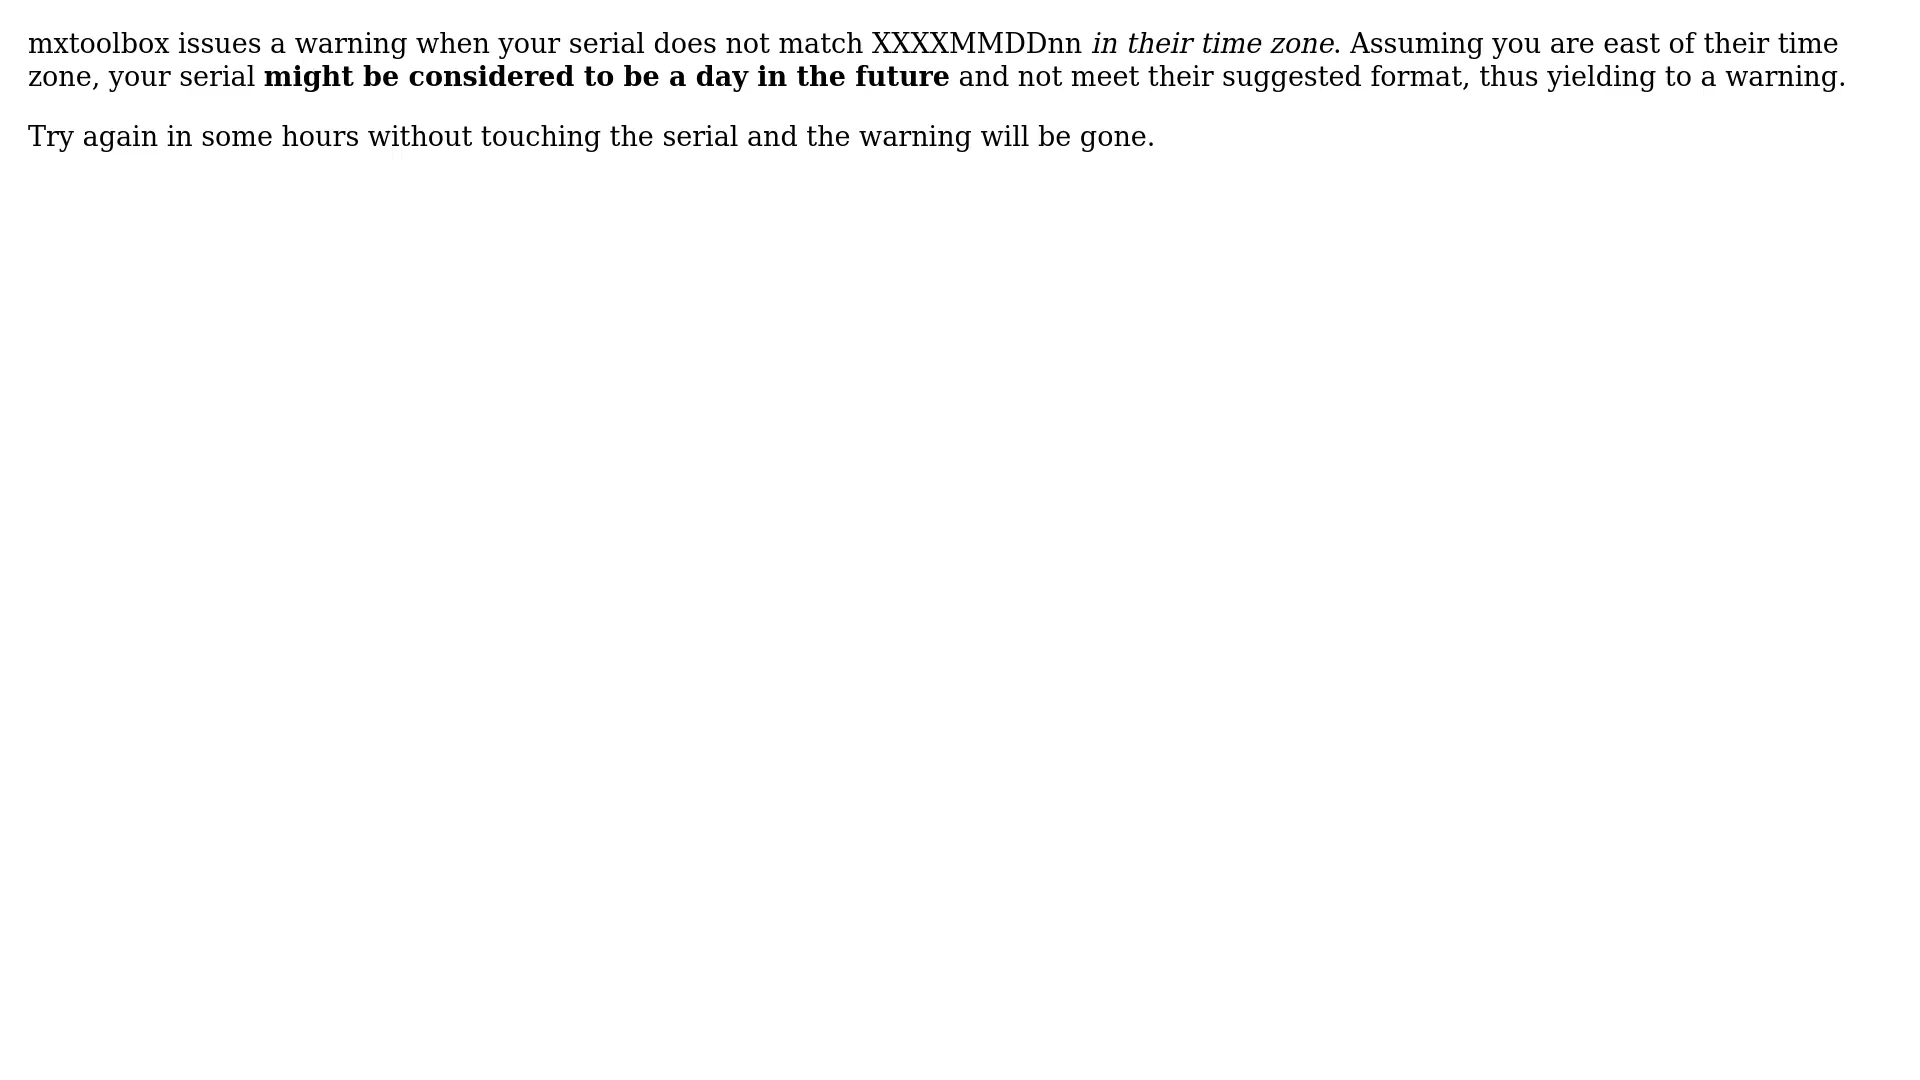 mxtoolbox issues a warning when your serial does not match XXXXMMDDnn in their time zone. Assuming you are east of their time
zone, your serial might be considered to be a day in the future and not meet their suggested format, thus yielding to a warning.
Try again in some hours without touching the serial and the warning will be gone.